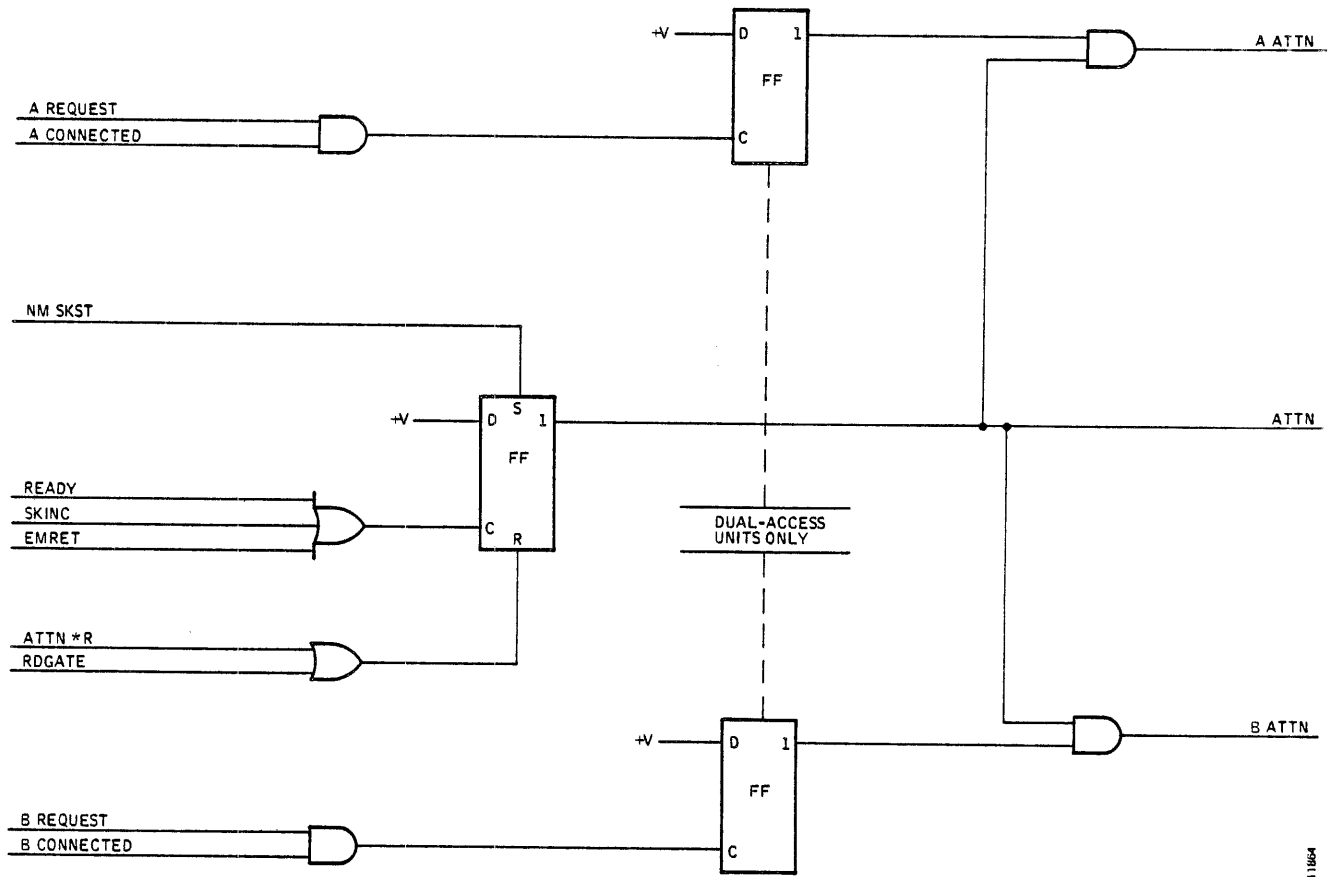 +V D 1
FF
C
A ATTN
A REQUEST
A CONNECTED
NM SKST
+V D S 1
FF
C
R
ATTN
READY
SKINC
EMRET
DUAL-ACCESS
UNITS ONLY
ATTN *R
RDGATE
+V D 1
FF
C
B ATTN
B REQUEST
B CONNECTED
11864